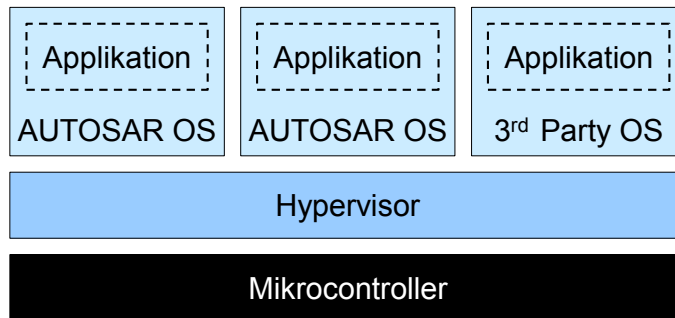 Applikation Applikation Applikation
AUTOSAR OS AUTOSAR OS 3rd Party OS
Hypervisor
Mikrocontroller